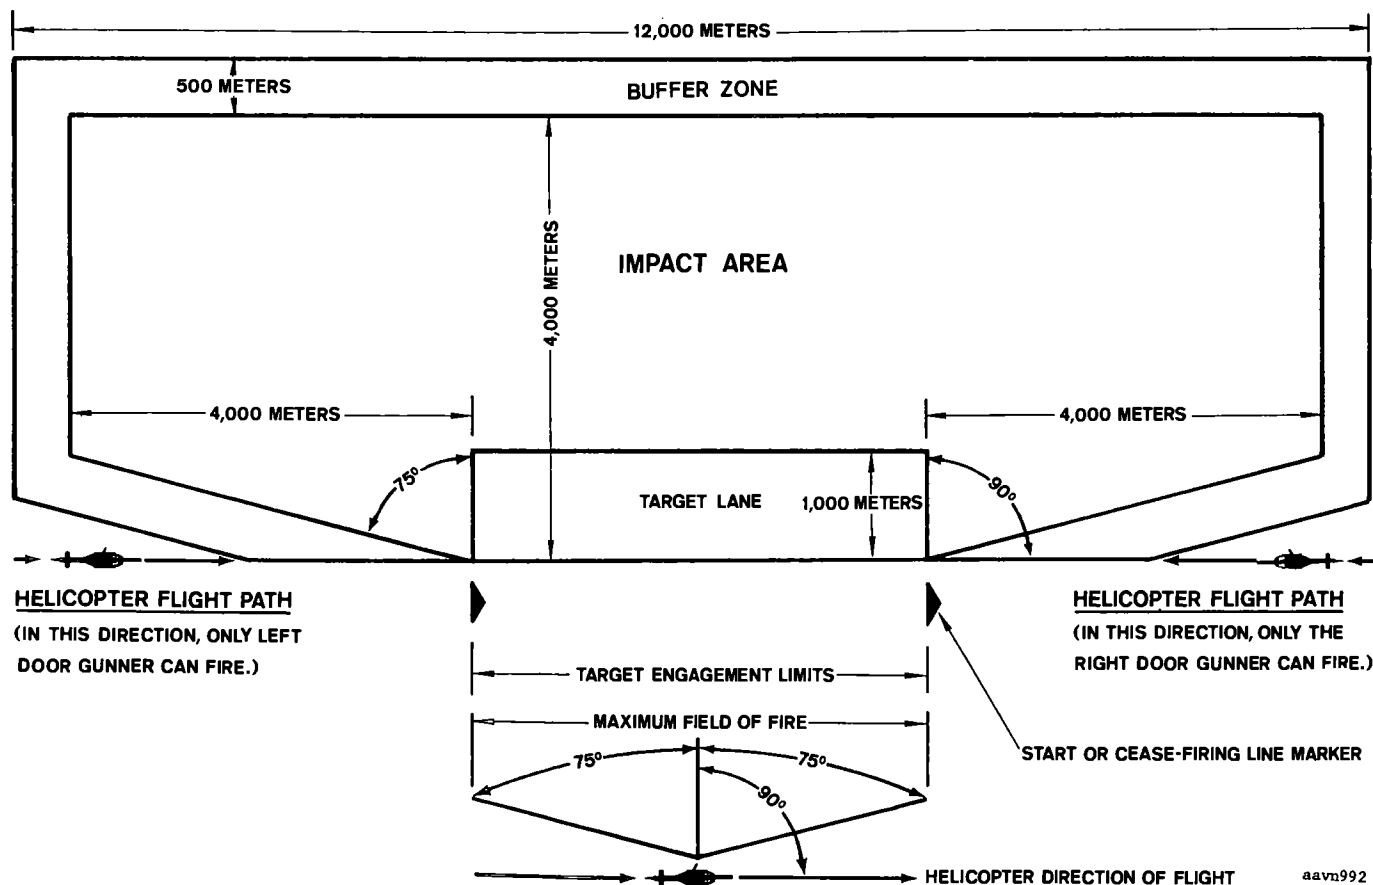 12,000 METERS
500 METERS
BUFFER ZONE
4,000 METERS
IMPACT AREA
4,000 METERS
4,000 METERS
75°
TARGET LANE
1,000 METERS
90°
HELICOPTER FLIGHT PATH
(IN THIS DIRECTION, ONLY LEFT
DOOR GUNNER CAN FIRE.)
HELICOPTER FLIGHT PATH
(IN THIS DIRECTION, ONLY THE
RIGHT DOOR GUNNER CAN FIRE.)
TARGET ENGAGEMENT LIMITS
MAXIMUM FIELD OF FIRE
START OR CEASE-FIRING LINE MARKER
75°
75°
90°
HELICOPTER DIRECTION OF FLIGHT
aavn992